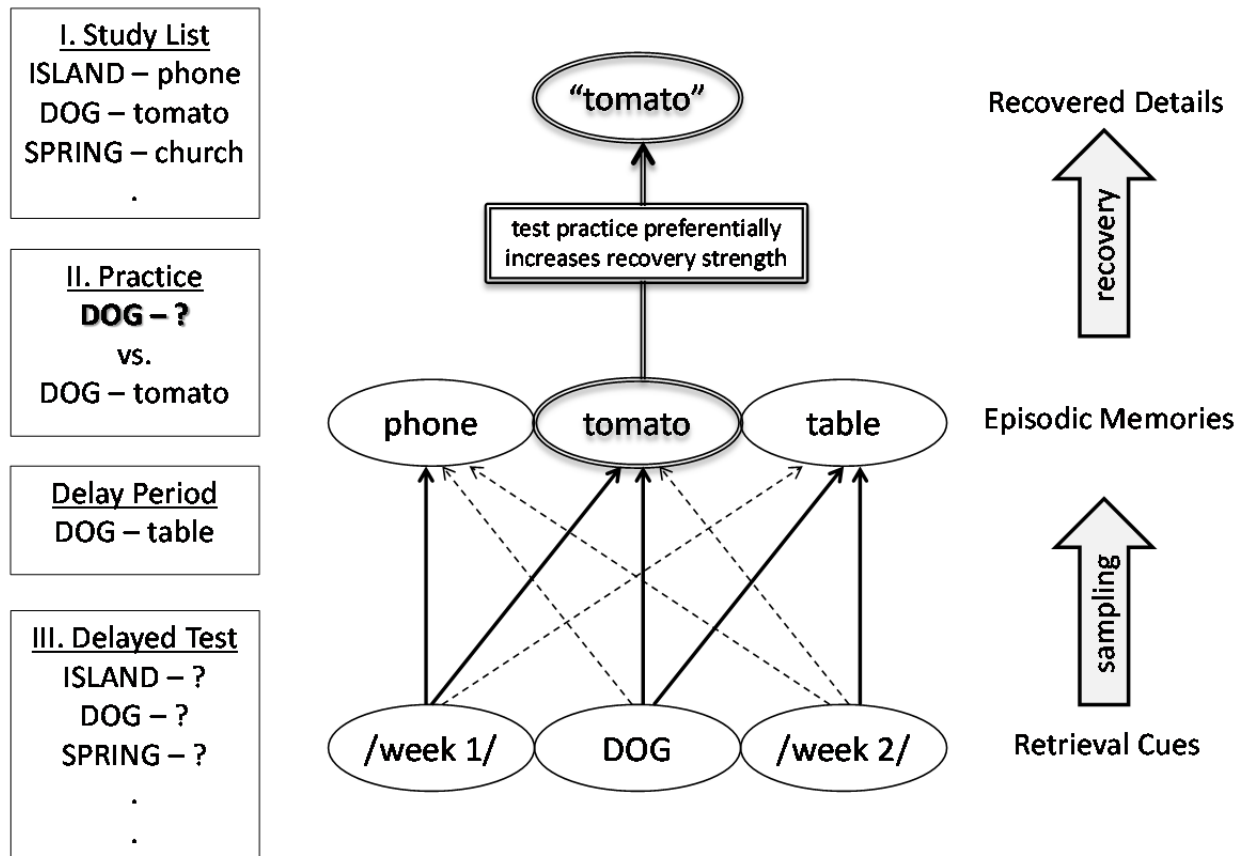 I. Study List
ISLAND – phone
DOG – tomato
SPRING – church
.
II. Practice
DOG – ?
vs.
DOG – tomato
Delay Period
DOG – table
III. Delayed Test
ISLAND – ?
DOG – ?
SPRING – ?
.
.
“tomato”
test practice preferentially
increases recovery strength
phone
tomato
table
/week 1/
DOG
/week 2/
Recovered Details
recovery
Episodic Memories
sampling
Retrieval Cues